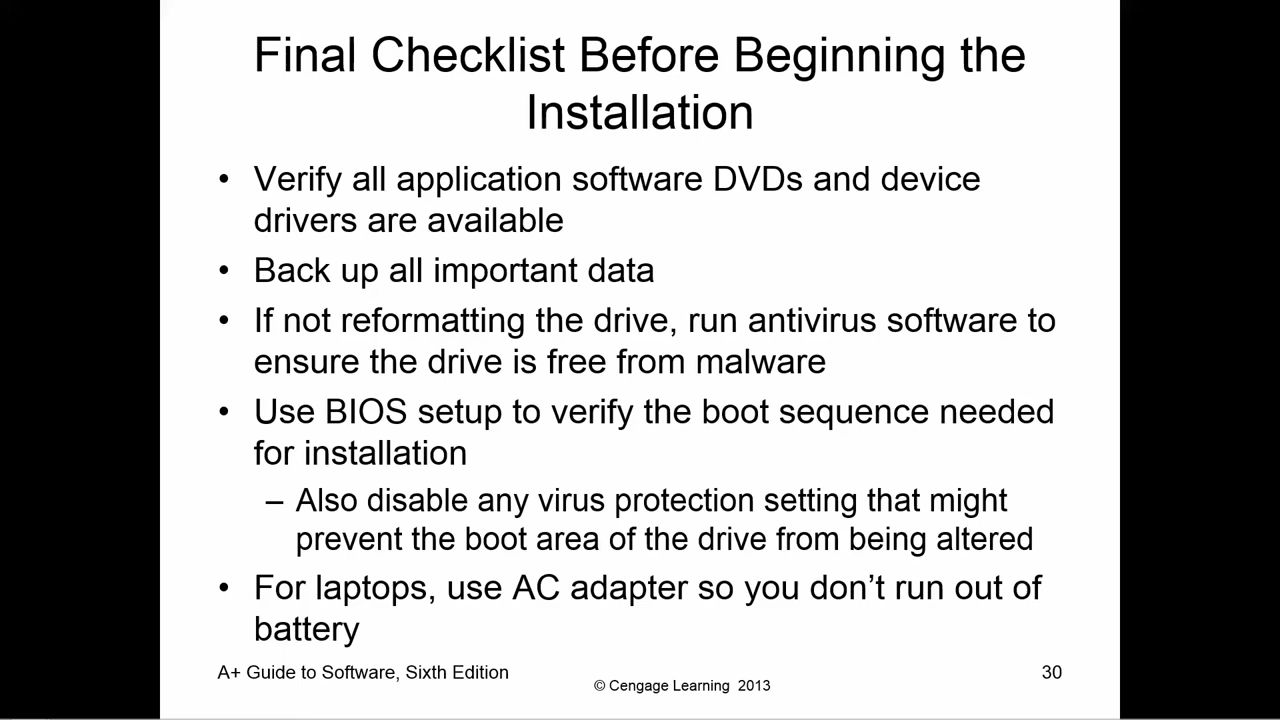 Final Checklist Before Beginning the
Installation
• Verify all application software DVDs and device
drivers are available
• Back up all important data
• If not reformatting the drive, run antivirus software to
ensure the drive is free from malware
• Use BIOS setup to verify the boot sequence needed
for installation
– Also disable any virus protection setting that might
prevent the boot area of the drive from being altered
• For laptops, use AC adapter so you don’t run out of
battery
A+ Guide to Software, Sixth Edition
© Cengage Learning 2013
30